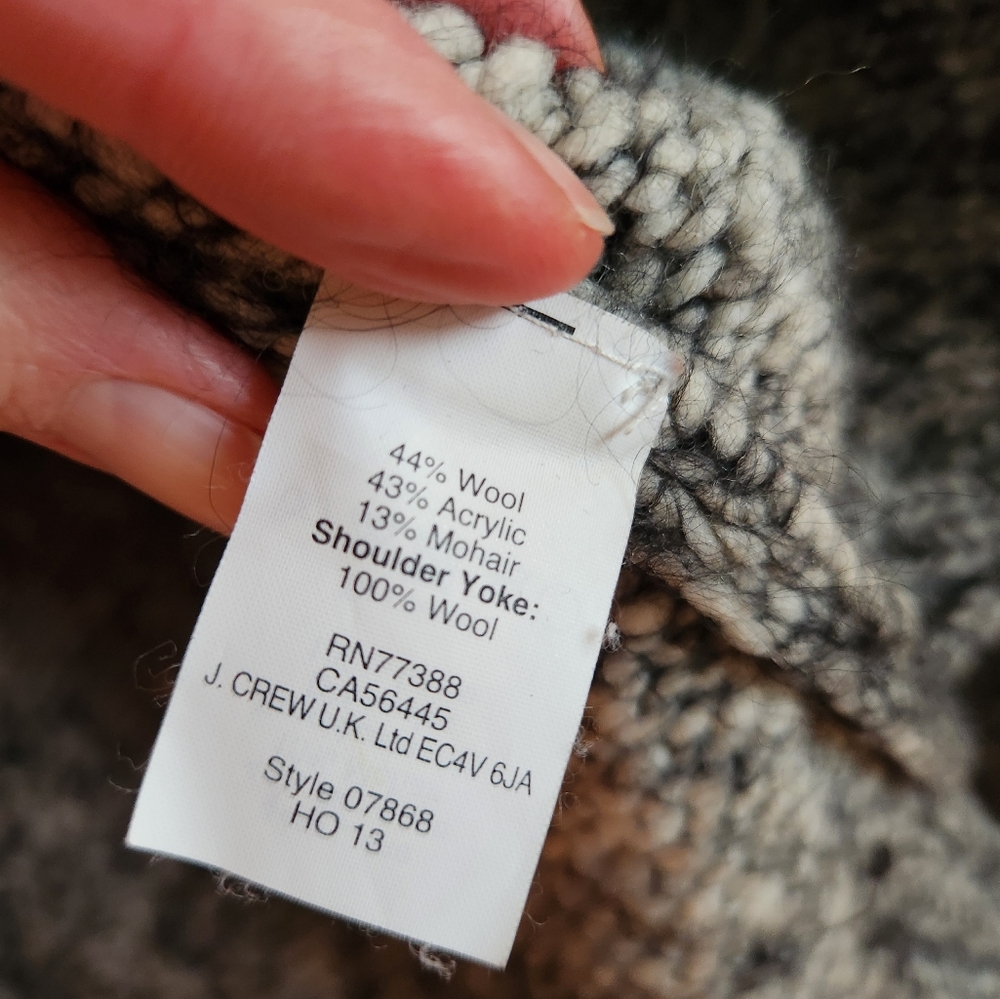 44% Wool
43% Acrylic
13% Mohair
Shoulder Yoke:
100% Wool
RN77388
CA56445
J. CREW U.K. Ltd EC4V 6JA
Style 07868
HO 13